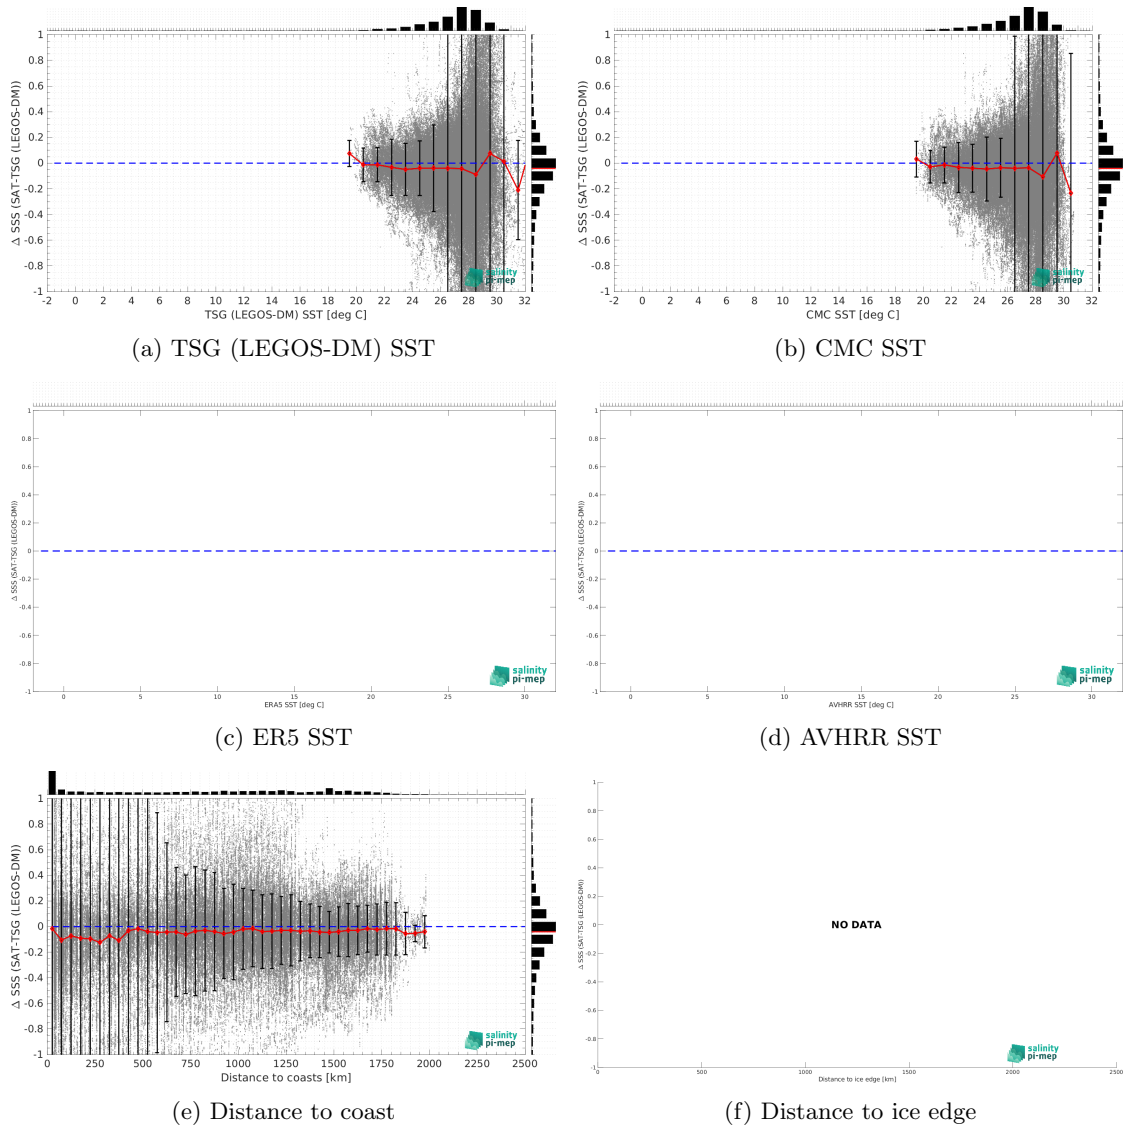 1
0.8
0.6
0.4
0.2
0
-0.2
-0.4
-0.6
-0.8
-1
Δ SSS (SAT-TSG (LEGOS-DM))
salinity
pi-mep
-2 0 2 4 6 8 10 12 14 16 18 20 22 24 26 28 30 32
TSG (LEGOS-DM) SST [deg C]
(a) TSG (LEGOS-DM) SST
1
0.8
0.6
0.4
0.2
0
-0.2
-0.4
-0.6
-0.8
-1
Δ SSS (SAT-TSG (LEGOS-DM))
salinity
pi-mep
-2 0 2 4 6 8 10 12 14 16 18 20 22 24 26 28 30 32
CMC SST [deg C]
(b) CMC SST
1
0.8
0.6
0.4
0.2
0
-0.2
-0.4
-0.6
-0.8
-1
Δ SSS (SAT-TSG (LEGOS-DM))
salinity
pi-mep
0 5 10 15 20 25 30
ERA5 SST [deg C]
(c) ER5 SST
1
0.8
0.6
0.4
0.2
0
-0.2
-0.4
-0.6
-0.8
-1
Δ SSS (SAT-TSG (LEGOS-DM))
salinity
pi-mep
0 5 10 15 20 25 30
AVHRR SST [deg C]
(d) AVHRR SST
1
0.8
0.6
0.4
0.2
0
-0.2
-0.4
-0.6
-0.8
-1
Δ SSS (SAT-TSG (LEGOS-DM))
salinity
pi-mep
0 250 500 750 1000 1250 1500 1750 2000 2250 2500
Distance to coasts [km]
(e) Distance to coast
1
0.8
0.6
0.4
0.2
0
-0.2
-0.4
-0.6
-0.8
-1
Δ SSS (SAT-TSG (LEGOS-DM))
NO DATA
salinity
pi-mep
0 500 1000 1500 2000 2500
Distance to ice edge [km]
(f) Distance to ice edge